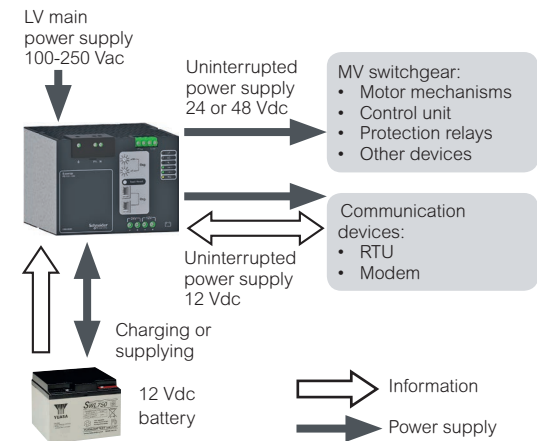 LV main
power supply
100-250 Vac
Uninterrupted
power supply
24 or 48 Vdc
MV switchgear:
• Motor mechanisms
• Control unit
• Protection relays
• Other devices
Communication
devices:
• RTU
• Modem
Uninterrupted
power supply
12 Vdc
Charging or
supplying
12 Vdc
battery
YUASA
SWL750
Information
Power supply